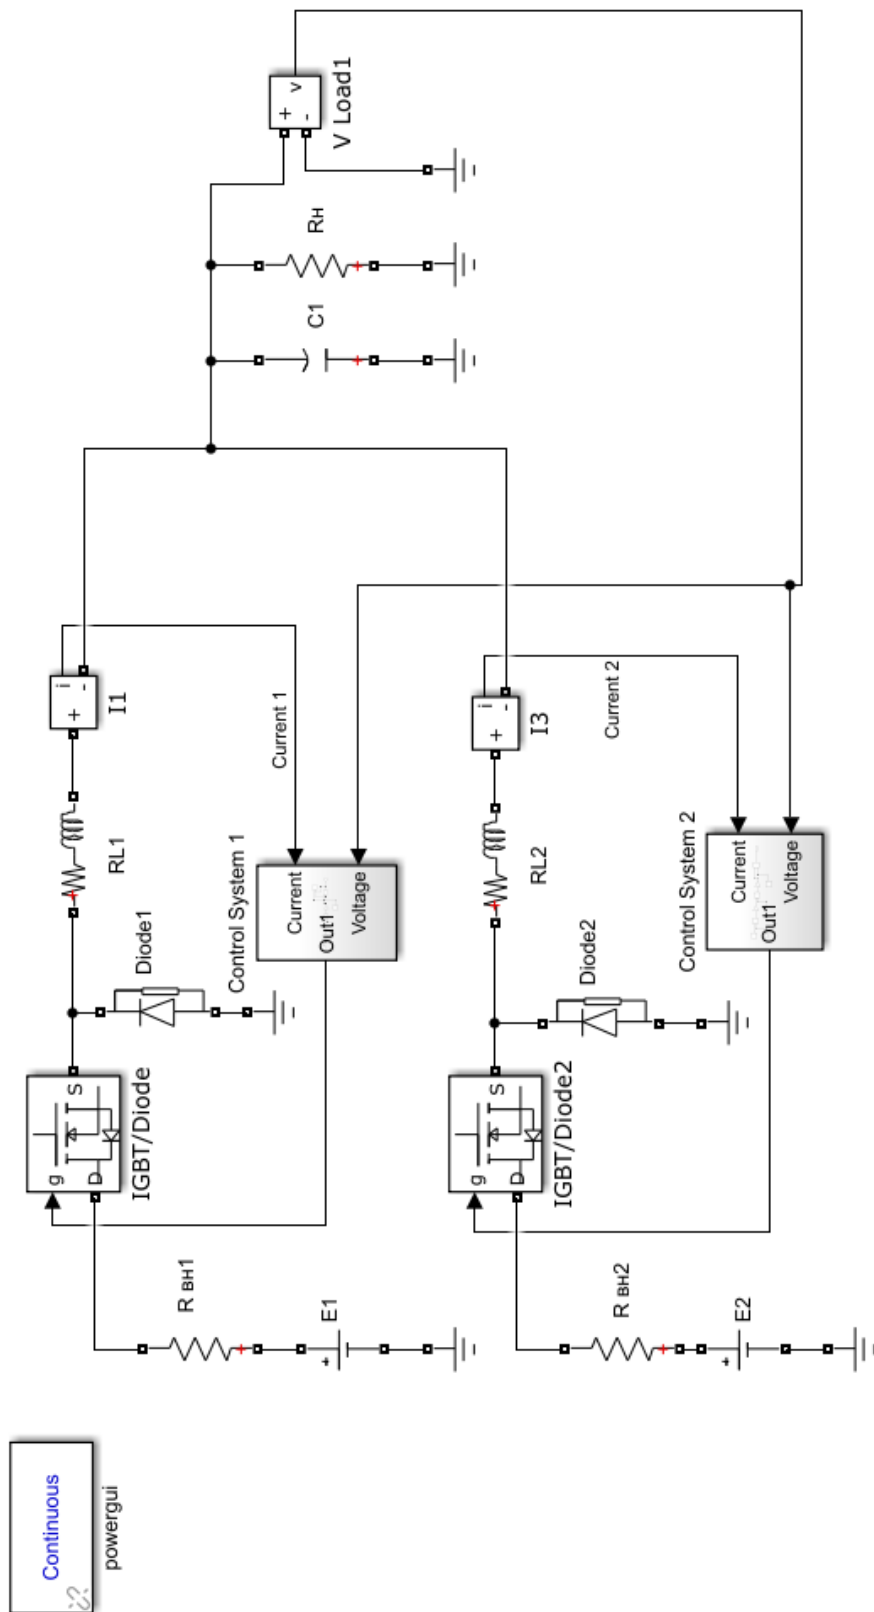 Continuous
powergui
E1
R вн1
g
D
S
IGBT/Diode
Diode1
RL1
+
i
-
I1
Current 1
Control System 1
Current
Out1
Voltage
E2
R вн2
g
D
S
IGBT/Diode2
Diode2
RL2
+
i
-
I3
Current 2
Control System 2
Current
Out1
Voltage
C1
Rн
+
v
-
V Load1